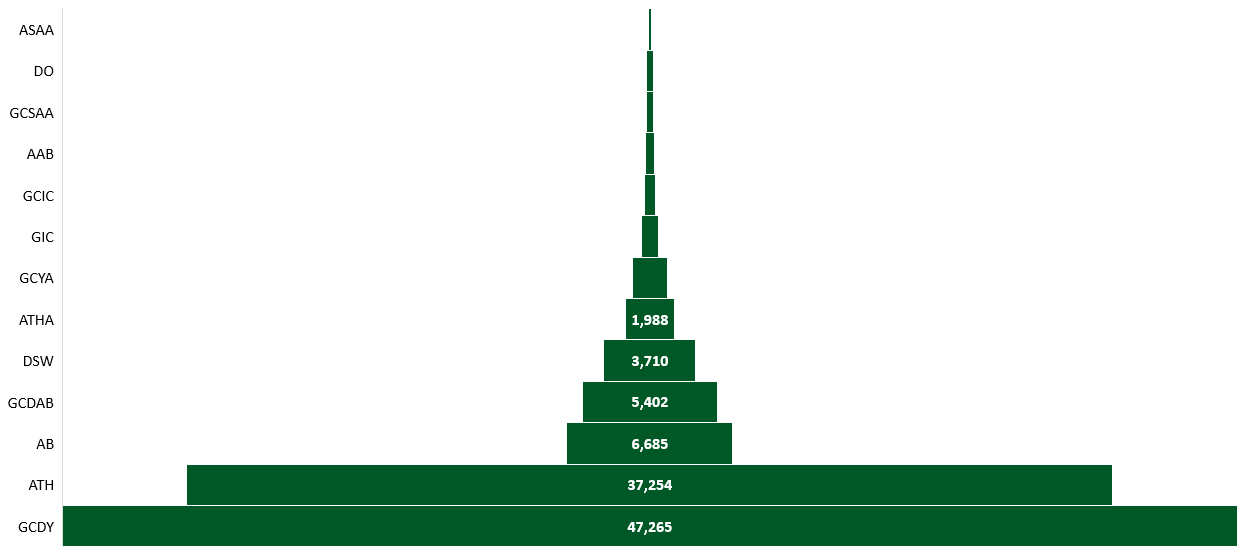 ASAA
DO
GCSAA
AAB
GCIC
GIC
GCYA
ATHA 1,988
DSW 3,710
GCDAB 5,402
AB 6,685
ATH 37,254
GCDY 47,265